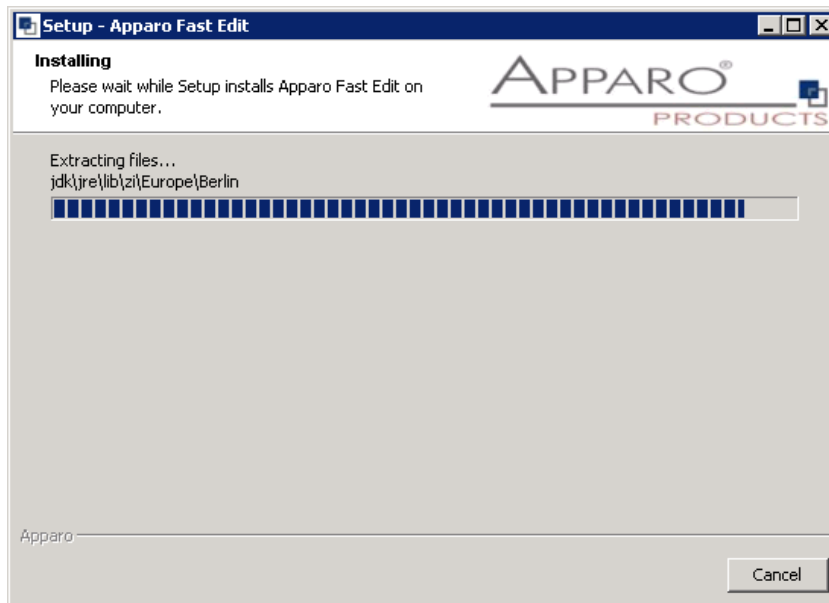 Setup - Apparo Fast Edit
Installing
Please wait while Setup installs Apparo Fast Edit on
your computer.
APPARO®
PRODUCTS
Extracting files...
jdk\jre\lib\zi\Europe\Berlin
Apparo
Cancel